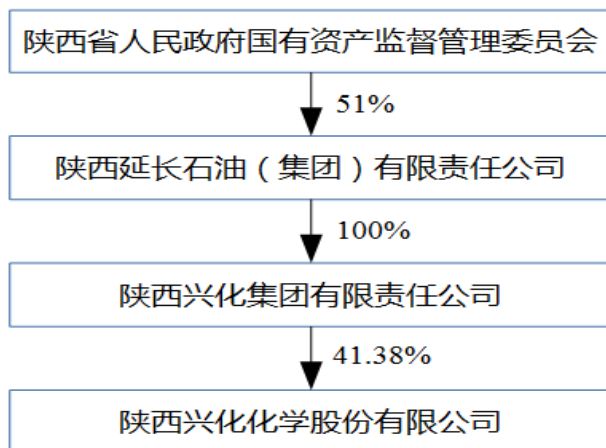 陕西省人民政府国有资产监督管理委员会
51%
陕西延长石油（集团）有限责任公司
100%
陕西兴化集团有限责任公司
41.38%
陕西兴化化学股份有限公司